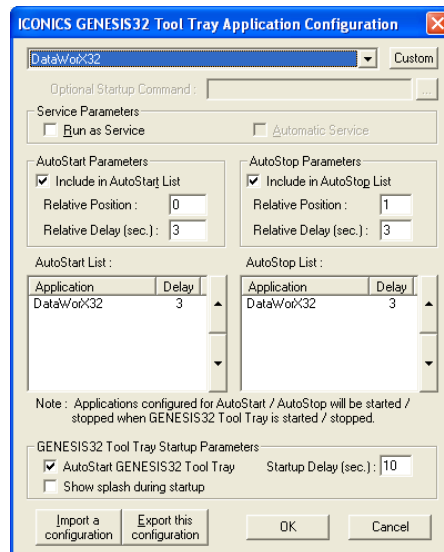 ICONICS GENESIS32 Tool Tray Application Configuration
DataWorX32 Custom
Optional Startup Command : ...
Service Parameters
Run as Service Automatic Service
AutoStart Parameters AutoStop Parameters
Include in AutoStart List Include in AutoStop List
Relative Position : 0 Relative Position : 1
Relative Delay (sec.) : 3 Relative Delay (sec.) : 3
AutoStart List : AutoStop List :
Application Delay Application Delay
DataWorX32 3 DataWorX32 3
Note : Applications configured for AutoStart / AutoStop will be started /
stopped when GENESIS32 Tool Tray is started / stopped.
GENESIS32 Tool Tray Startup Parameters
AutoStart GENESIS32 Tool Tray Startup Delay (sec.) : 10
Show splash during startup
Import a Export this
configuration configuration OK Cancel